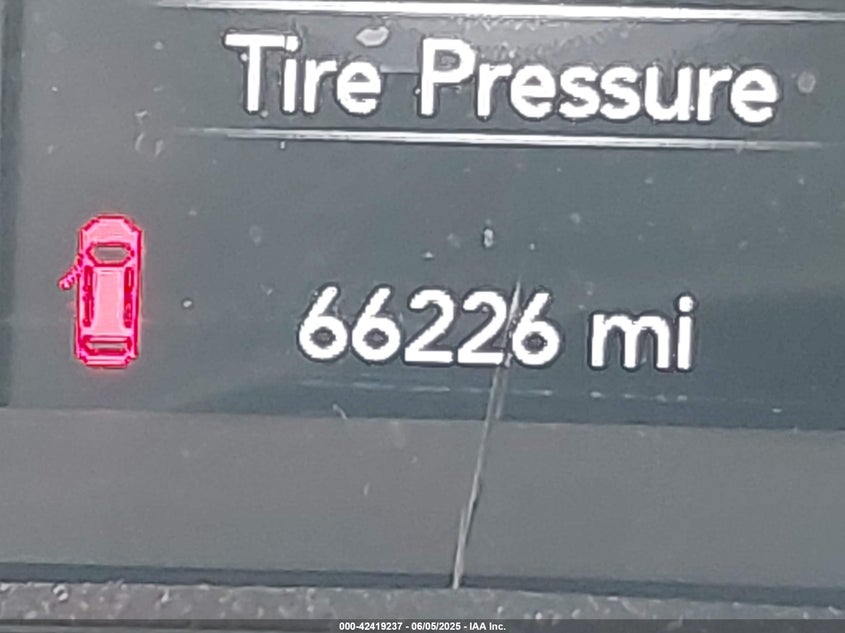 Tire Pressure
66226 mi
000-42419237 - 06/05/2025 - IAA Inc.